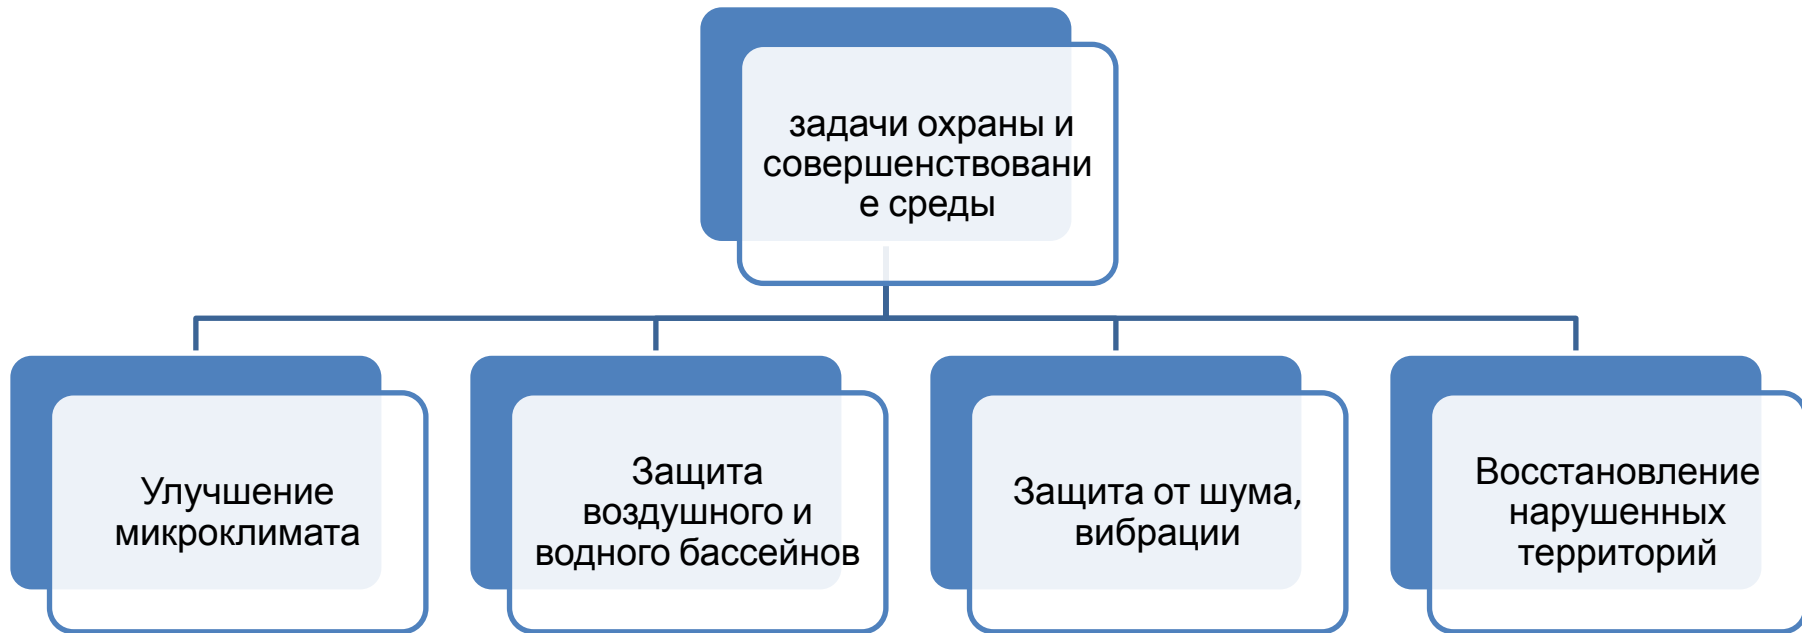 задачи охраны и
совершенствовани
е среды
Улучшение
микроклимата
Защита
воздушного и
водного бассейнов
Защита от шума,
вибрации
Восстановление
нарушенных
территорий